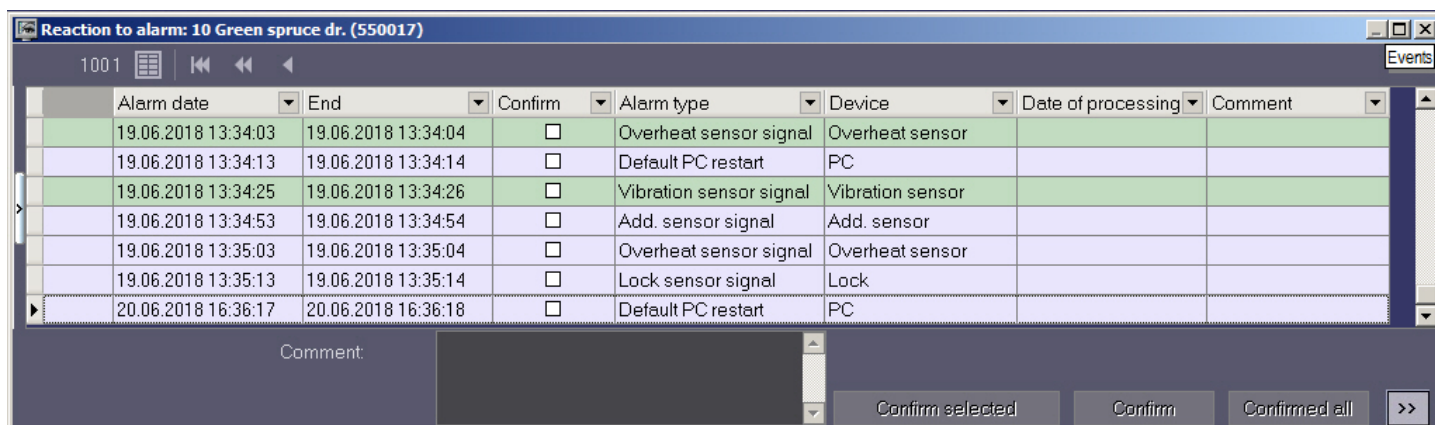 Reaction to alarm: 10 Green spruce dr. (550017)
Events
1001
Alarm date End Confirm Alarm type Device Date of processing Comment
19.06.2018 13:34:03 19.06.2018 13:34:04 Overheat sensor signal Overheat sensor
19.06.2018 13:34:13 19.06.2018 13:34:14 Default PC restart PC
19.06.2018 13:34:25 19.06.2018 13:34:26 Vibration sensor signal Vibration sensor
19.06.2018 13:34:53 19.06.2018 13:34:54 Add. sensor signal Add. sensor
19.06.2018 13:35:03 19.06.2018 13:35:04 Overheat sensor signal Overheat sensor
19.06.2018 13:35:13 19.06.2018 13:35:14 Lock sensor signal Lock
20.06.2018 16:36:17 20.06.2018 16:36:18 Default PC restart PC
Comment:
Confirm selected Confirm Confirmed all >>